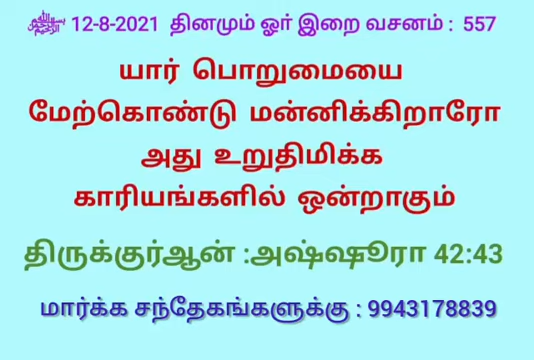 ﷽ 12-8-2021 தினமும் ஓர் இறை வசனம் : 557
யார் பொறுமையை
மேற்கொண்டு மன்னிக்கிறாரோ
அது உறுதிமிக்க
காரியங்களில் ஒன்றாகும்
திருக்குர்ஆன் :அஷ்ஷூரா 42:43
மார்க்க சந்தேகங்களுக்கு : 9943178839